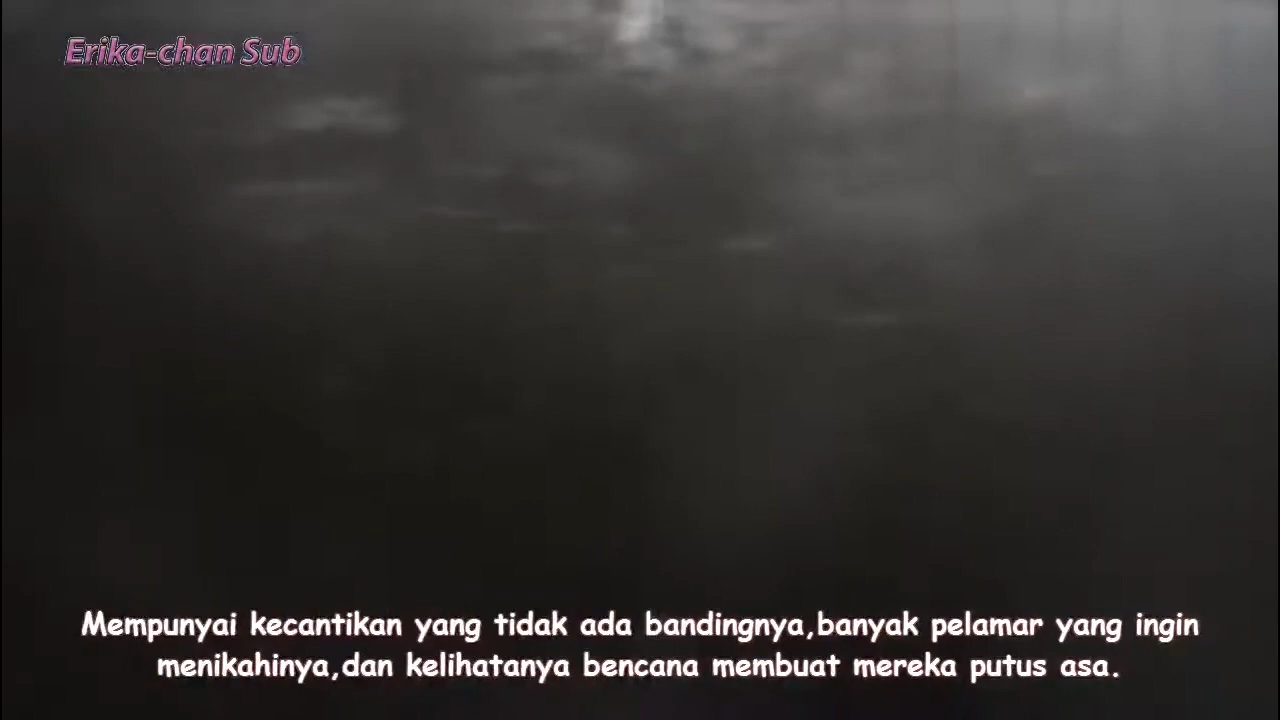 Erika-chan Sub
Mempunyai kecantikan yang tidak ada bandingnya,banyak pelamar yang ingin
menikahinya,dan kelihatanya bencana membuat mereka putus asa.